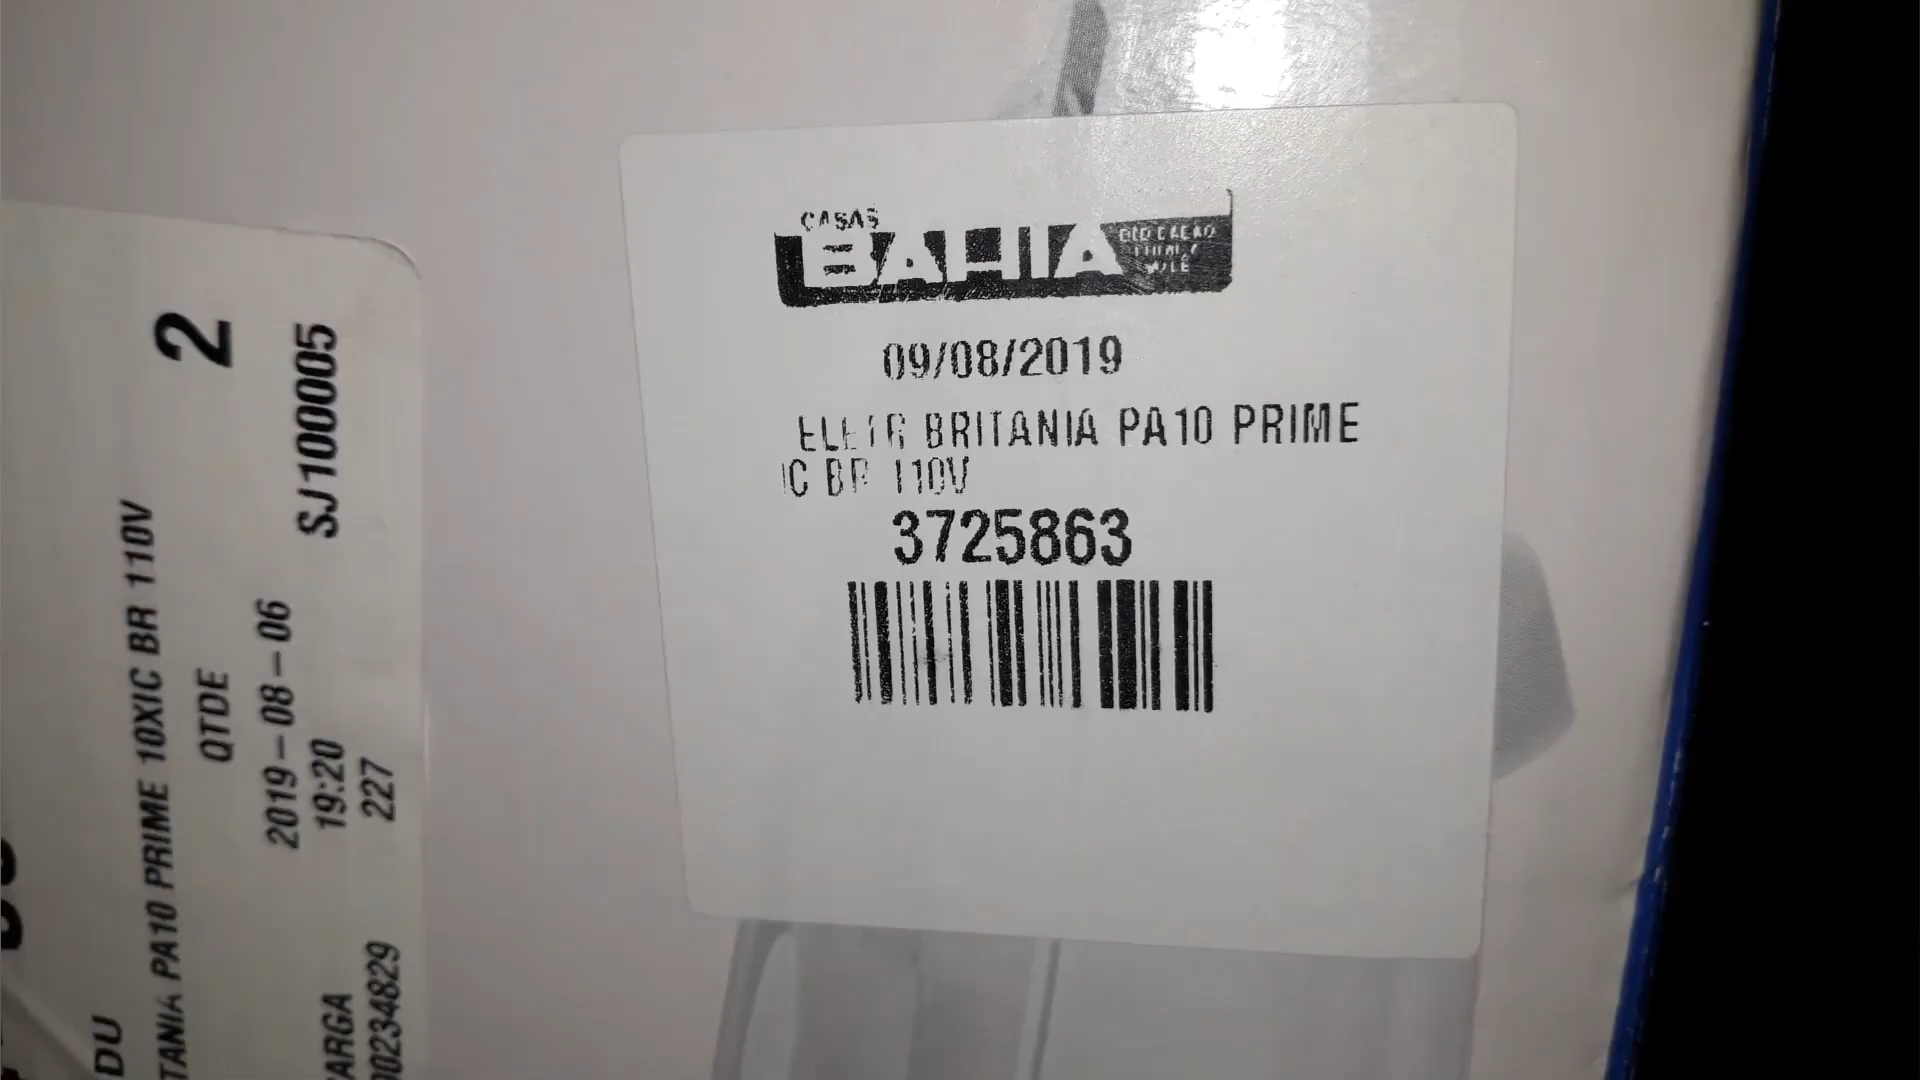 CASAS
BAHIA
09/08/2019
ELETR BRITANIA PA10 PRIME
IC BR 110V
3725863
2
SJ100005
TANIA PA10 PRIME 10XIC BR 110V
QTDE
2019-08-06
19:20
227
DU
ARGA
00234829